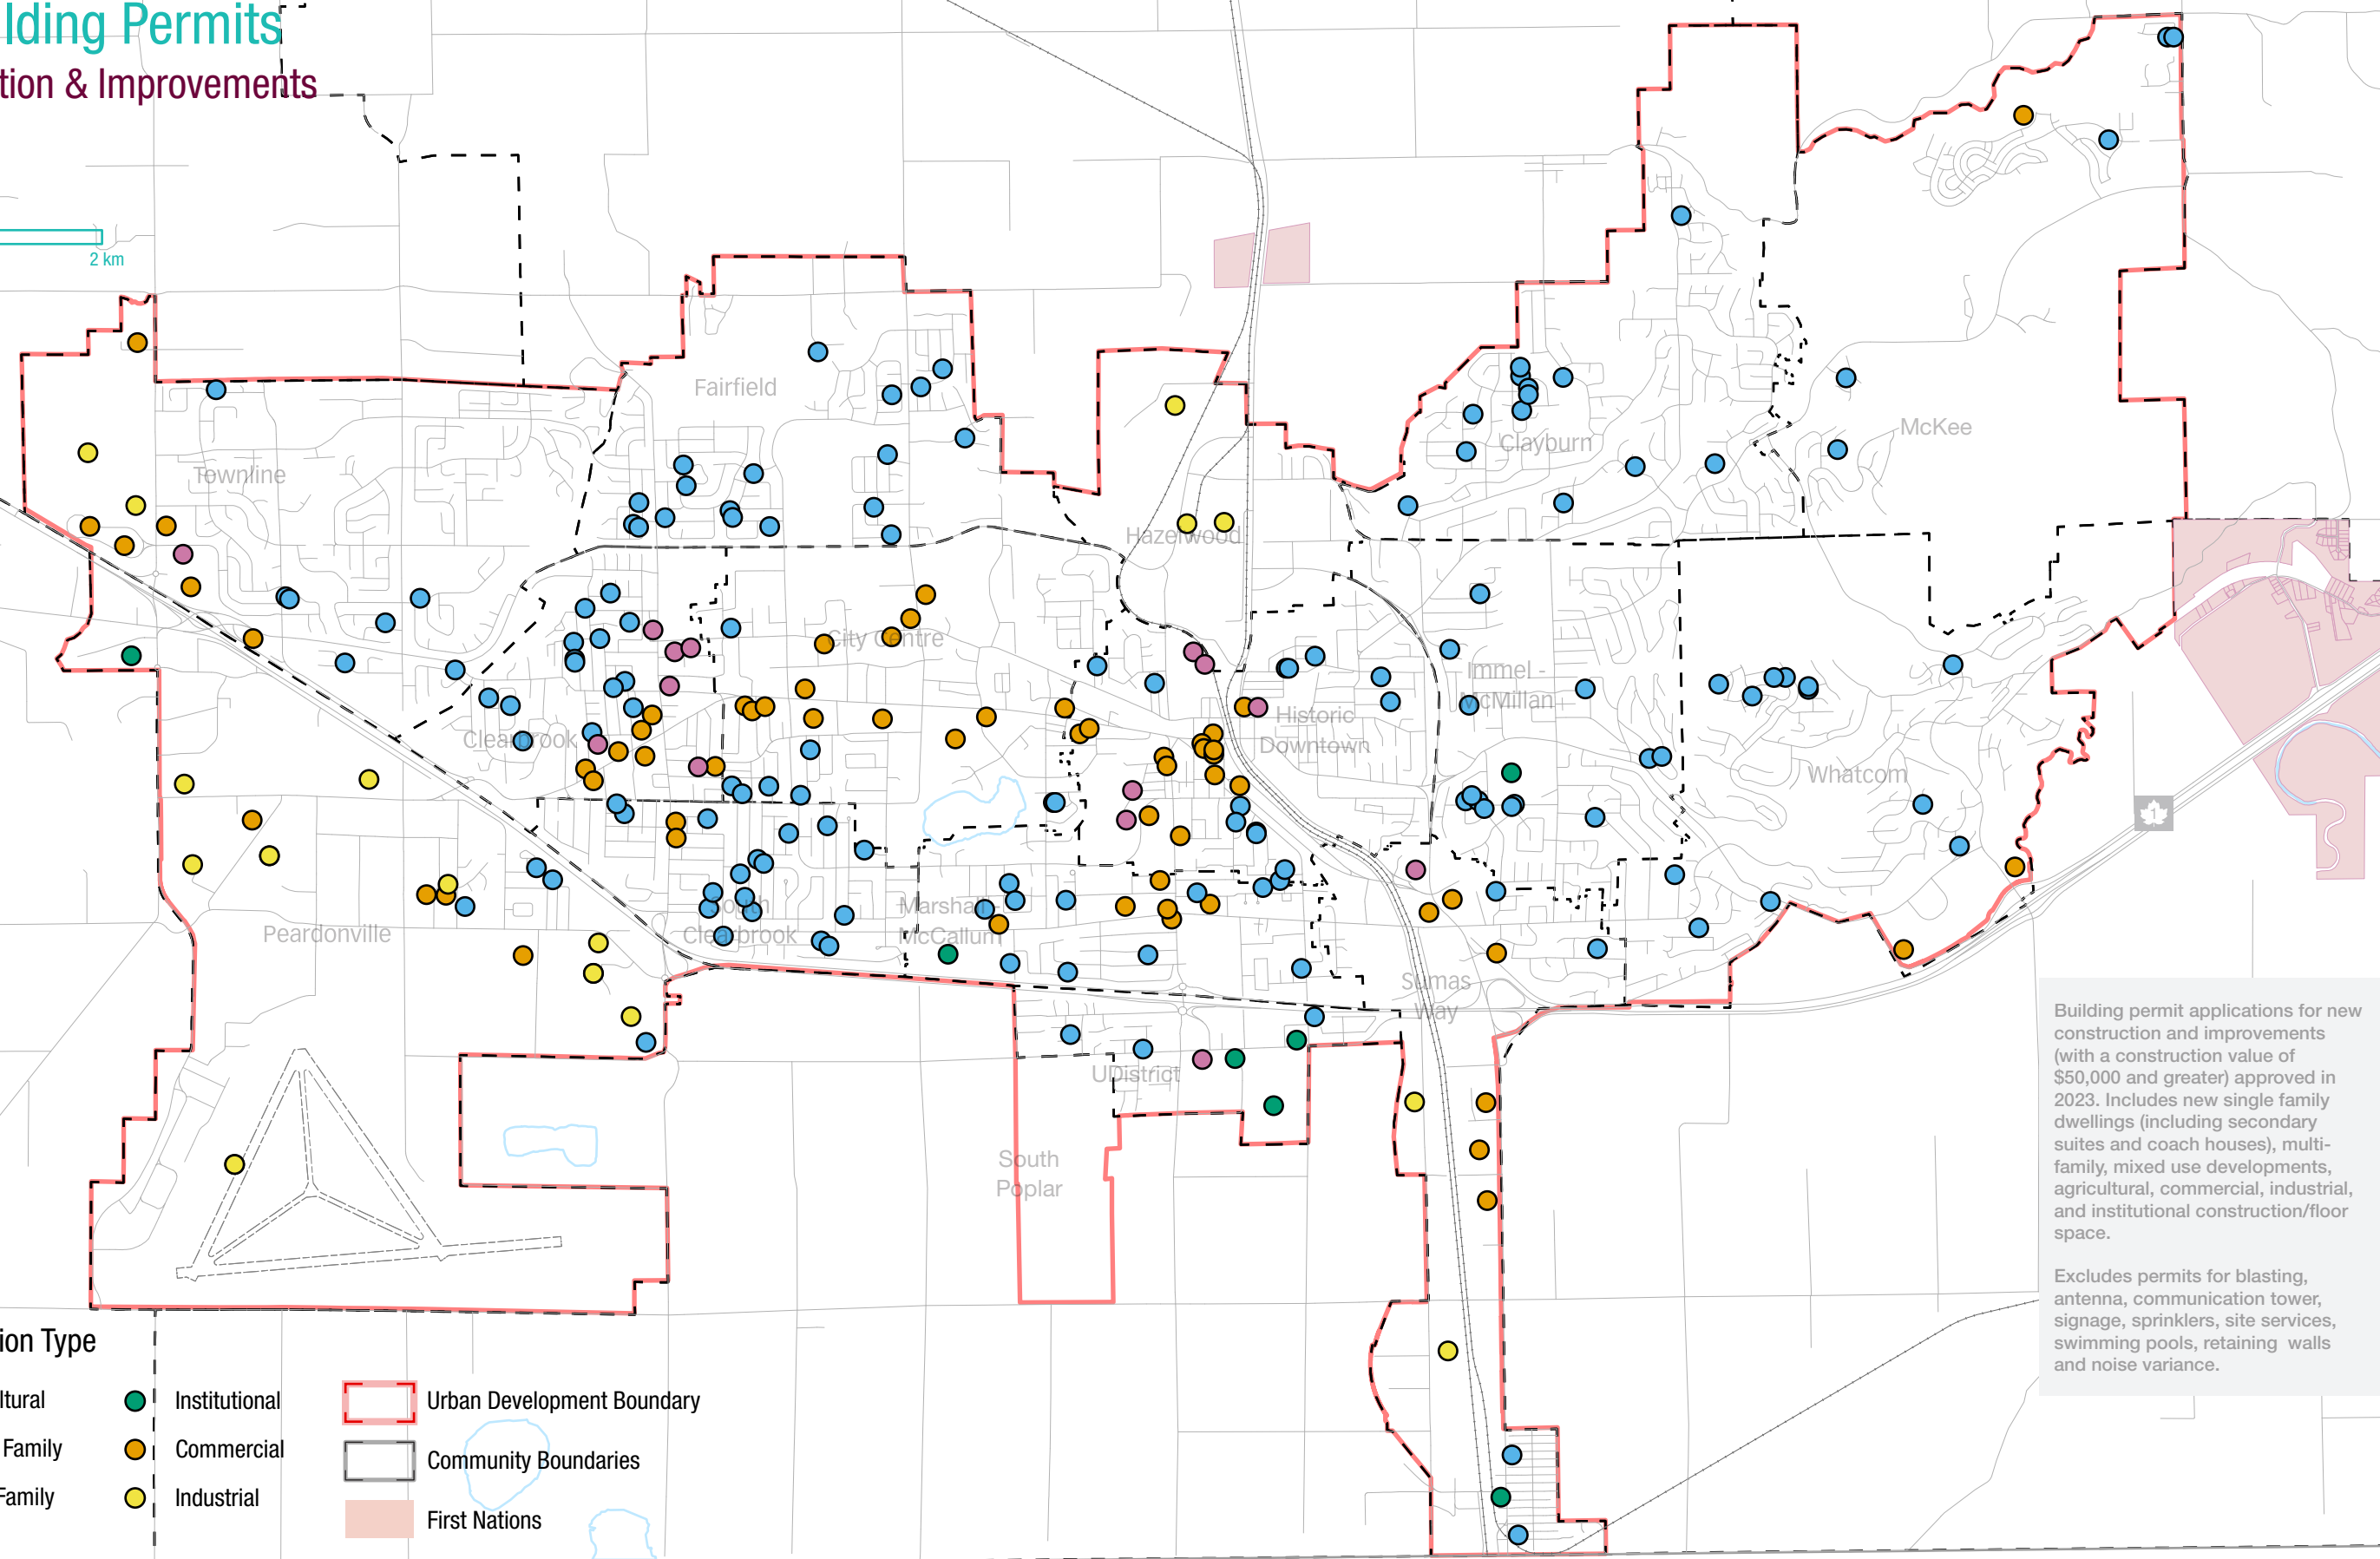 lding Permits
tion & Improvements
2 km
Fairfield
Townline
Clayburn
McKee
Hazelwood
City Centre
Immel -
McMillan
Historic
Downtown
Clearbrook
Whatcom
1
South
Clearbrook
Marshall -
McCallum
Peardonville
Sumas
Way
UDistrict
South
Poplar
Building permit applications for new
construction and improvements
(with a construction value of
$50,000 and greater) approved in
2023. Includes new single family
dwellings (including secondary
suites and coach houses), multi-
family, mixed use developments,
agricultural, commercial, industrial,
and institutional construction/floor
space.
Excludes permits for blasting,
antenna, communication tower,
signage, sprinklers, site services,
swimming pools, retaining walls
and noise variance.
ion Type
ltural
Family
Family
Institutional
Commercial
Industrial
Urban Development Boundary
Community Boundaries
First Nations